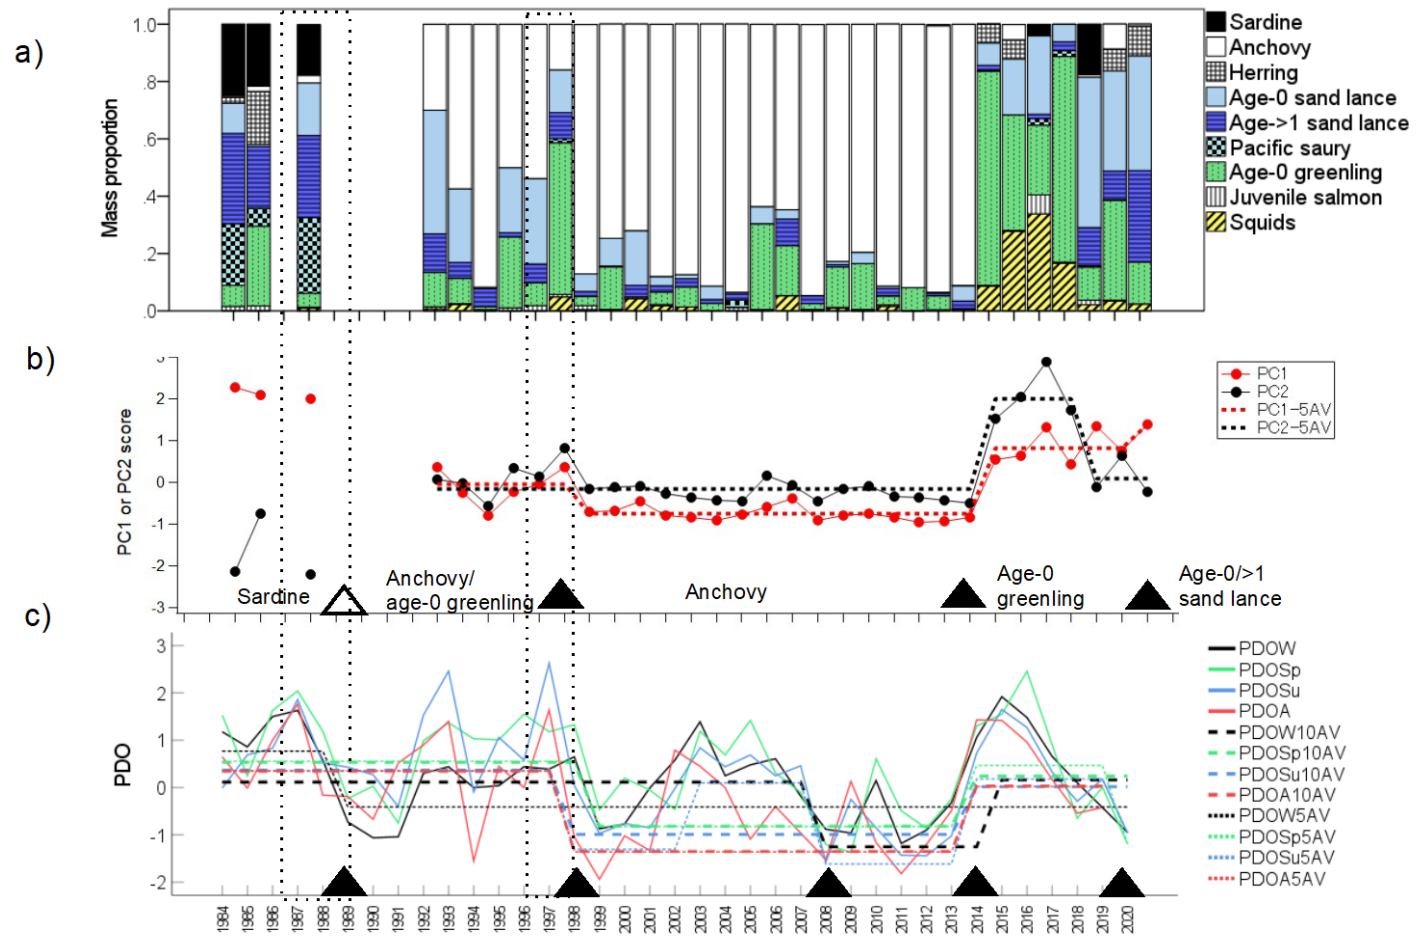 a)
Mass proportion
1.0
.8
.6
.4
.2
.0
Sardine
Anchovy
Herring
Age-0 sand lance
Age->1 sand lance
Pacific saury
Age-0 greenling
Juvenile salmon
Squids
b)
PC1 or PC2 score
3
2
1
0
-1
-2
-3
PC1
PC2
PC1-5AV
PC2-5AV
Sardine
Anchovy/
age-0 greenling
Anchovy
Age-0
greenling
Age-0/>1
sand lance
c)
PDO
3
2
1
0
-1
-2
PDOW
PDOSp
PDOSu
PDOA
PDOW10AV
PDOSp10AV
PDOSu10AV
PDOA10AV
PDOW5AV
PDOSp5AV
PDOSu5AV
PDOA5AV
1984
1985
1986
1987
1988
1989
1990
1991
1992
1993
1994
1995
1996
1997
1998
1999
2000
2001
2002
2003
2004
2005
2006
2007
2008
2009
2010
2011
2012
2013
2014
2015
2016
2017
2018
2019
2020